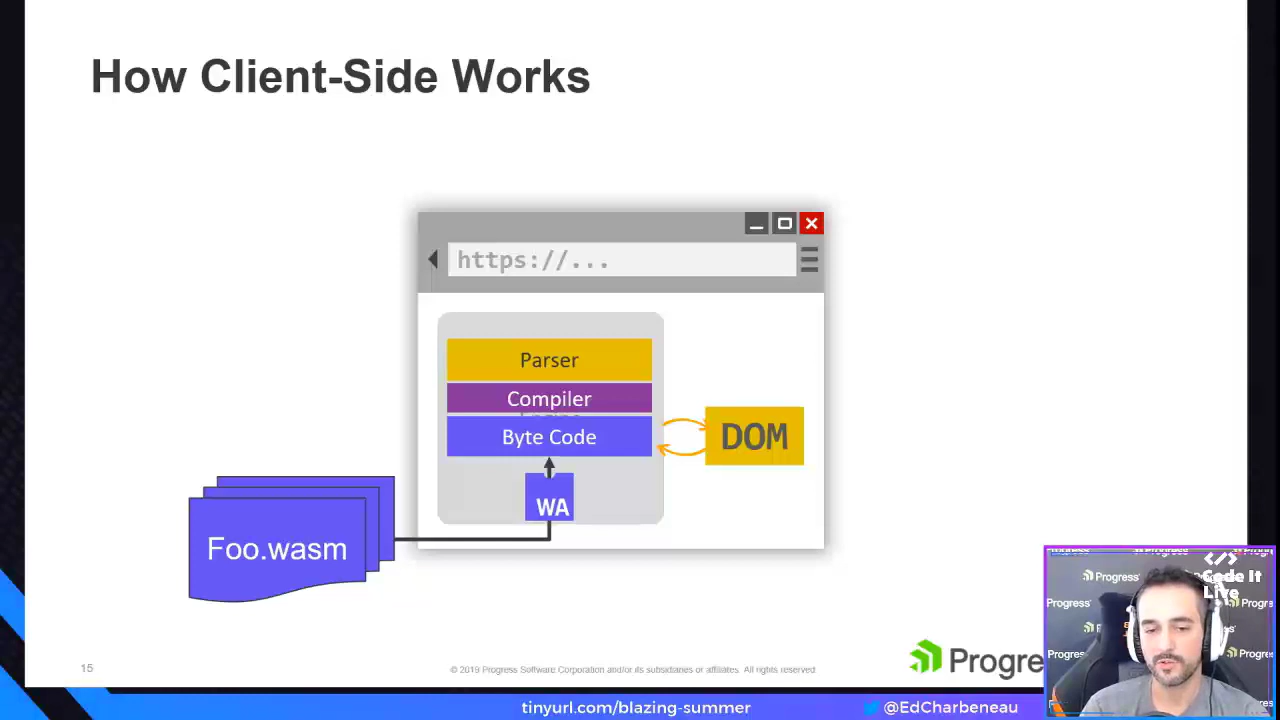 How Client-Side Works
https://...
Parser
Compiler
Byte Code
DOM
WA
Foo.wasm
</> Code It Live
Progress
Progress
Progress
15
© 2019 Progress Software Corporation and/or its subsidiaries or affiliates. All rights reserved.
Progre
tinyurl.com/blazing-summer
@EdCharbeneau